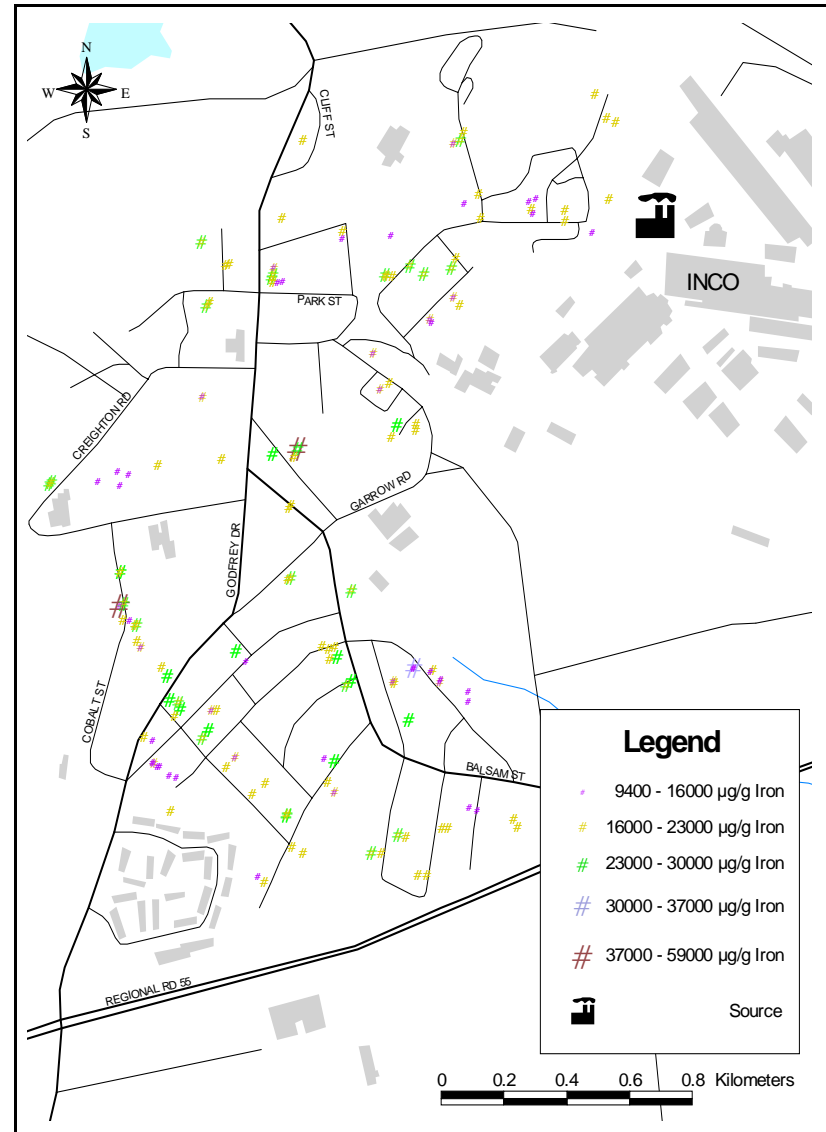 N
W E
S
CLIFF ST
INCO
PARK ST
CREIGHTON RD
GARROW RD
GODFREY DR
COBALT ST
BALSAM ST
REGIONAL RD 55
Legend
# 9400 - 16000 µg/g Iron
# 16000 - 23000 µg/g Iron
# 23000 - 30000 µg/g Iron
# 30000 - 37000 µg/g Iron
# 37000 - 59000 µg/g Iron
Source
0 0.2 0.4 0.6 0.8 Kilometers